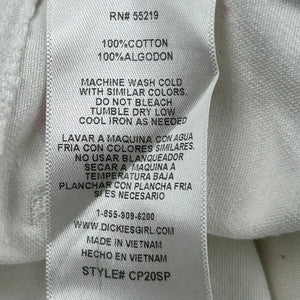 RN# 55219
100%COTTON
100%ALGODON
MACHINE WASH COLD
WITH SIMILAR COLORS.
DO NOT BLEACH
TUMBLE DRY LOW
COOL IRON AS NEEDED
LAVAR A MAQUINA CON AGUA
FRIA CON COLORES SIMILARES.
NO USAR BLANQUEADOR
SECAR A MAQUINA A
TEMPERATURA BAJA
PLANCHAR CON PLANCHA FRIA
SI ES NECESARIO
1-855-909-8200
WWW.DICKIESGIRL.COM
MADE IN VIETNAM
HECHO EN VIETNAM
STYLE# CP20SP